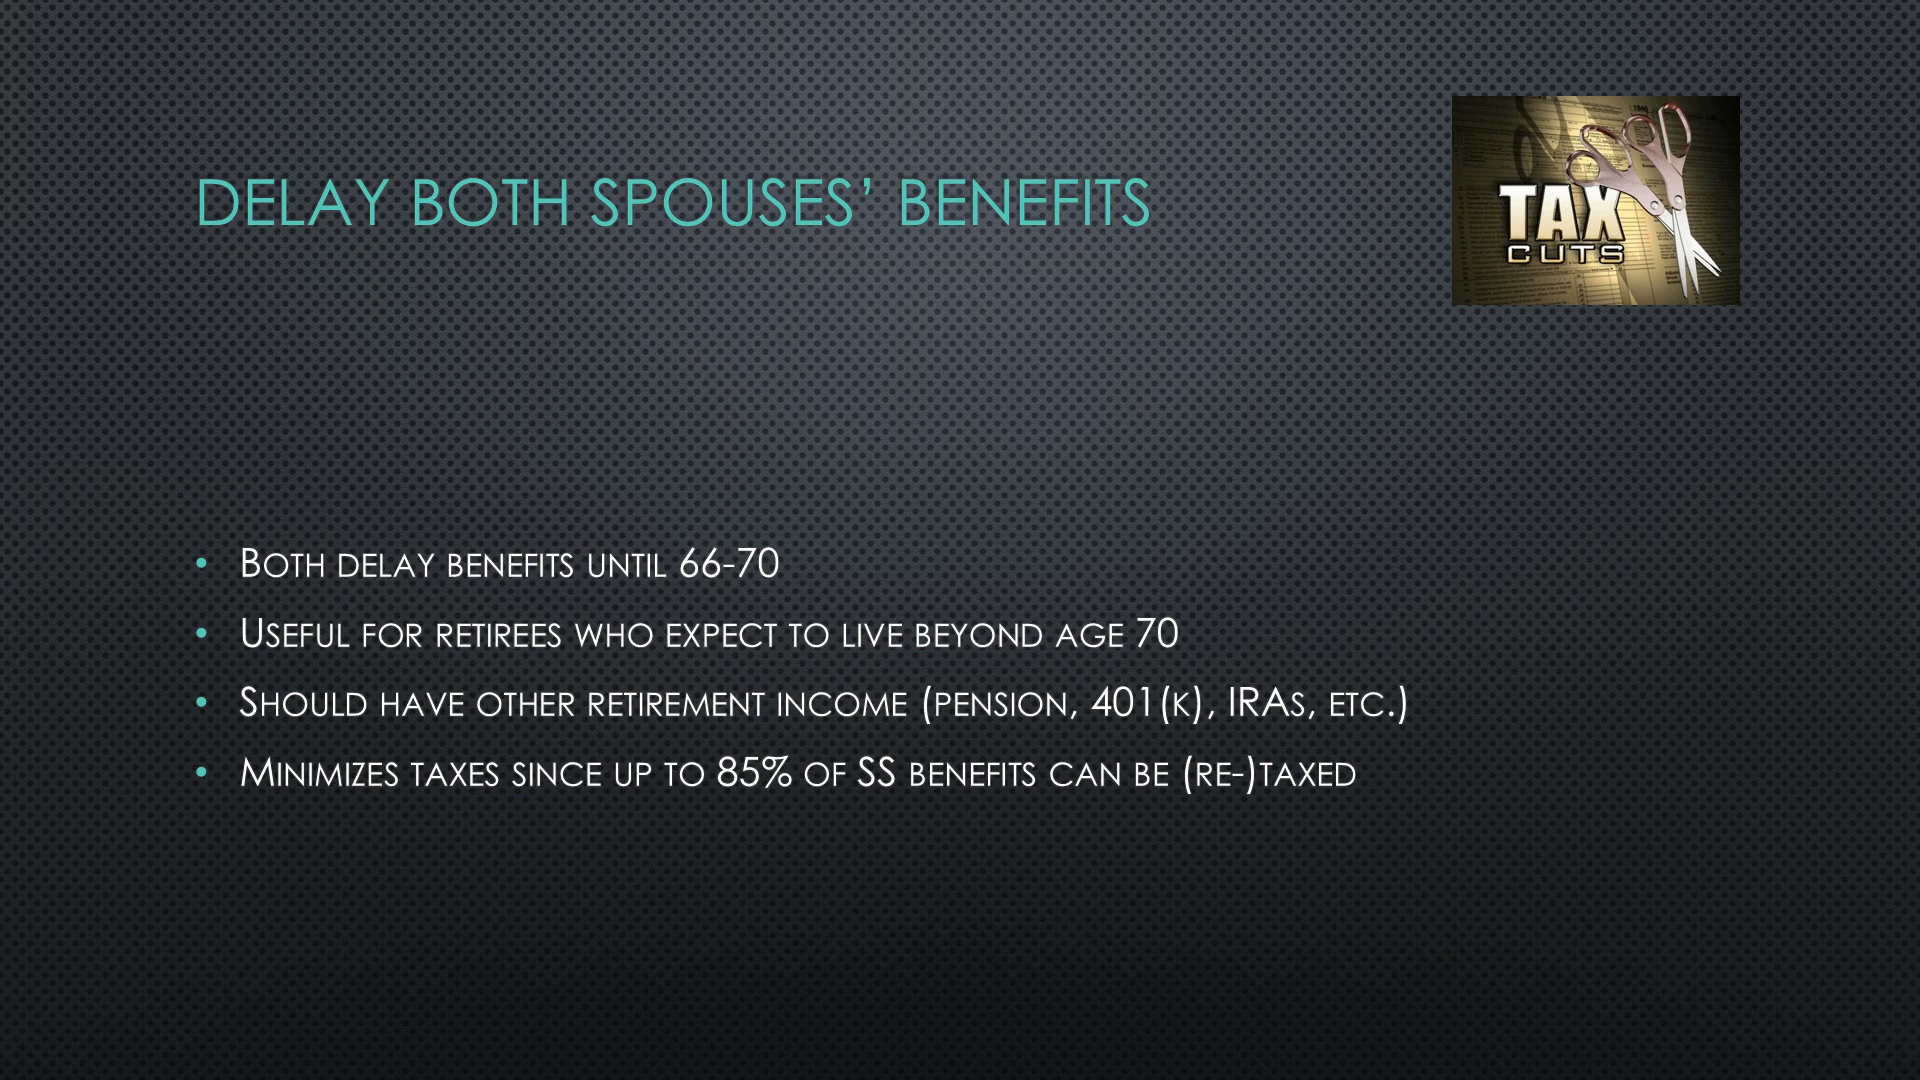 DELAY BOTH SPOUSES’ BENEFITS
TAX
CUTS
• BOTH DELAY BENEFITS UNTIL 66-70
• USEFUL FOR RETIREES WHO EXPECT TO LIVE BEYOND AGE 70
• SHOULD HAVE OTHER RETIREMENT INCOME (PENSION, 401(K), IRAS, ETC.)
• MINIMIZES TAXES SINCE UP TO 85% OF SS BENEFITS CAN BE (RE-)TAXED